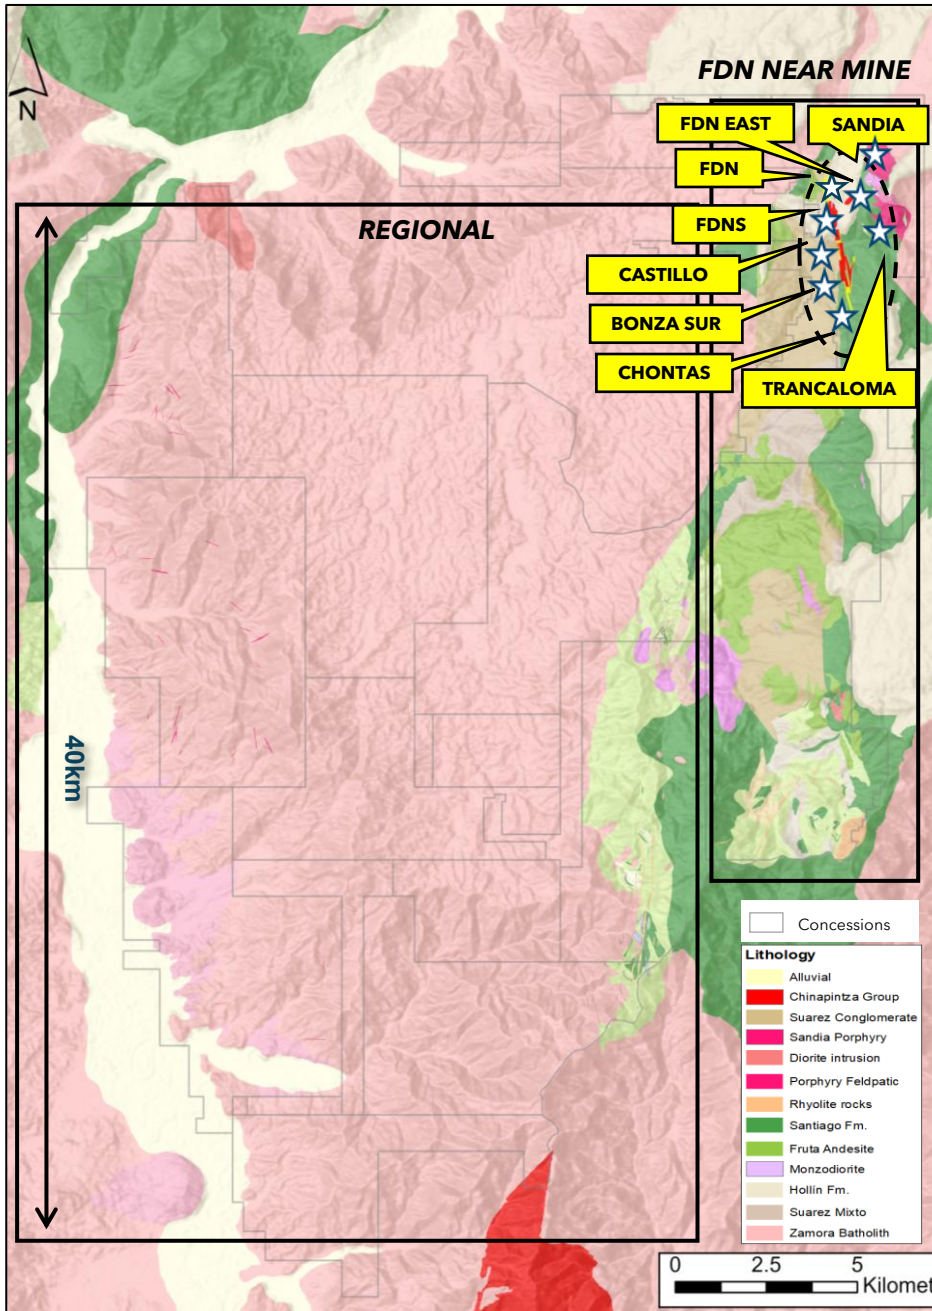 N
FDN NEAR MINE
FDN EAST
SANDIA
FDN
FDNS
REGIONAL
CASTILLO
BONZA SUR
CHONTAS
TRANCALOMA
40km
Concessions
Lithology
Alluvial
Chinapintza Group
Suarez Conglomerate
Sandia Porphyry
Diorite intrusion
Porphyry Feldpatic
Rhyolite rocks
Santiago Fm.
Fruta Andesite
Monzodiorite
Hollín Fm.
Suarez Mixto
Zamora Batholith
0 2.5 5
Kilomet